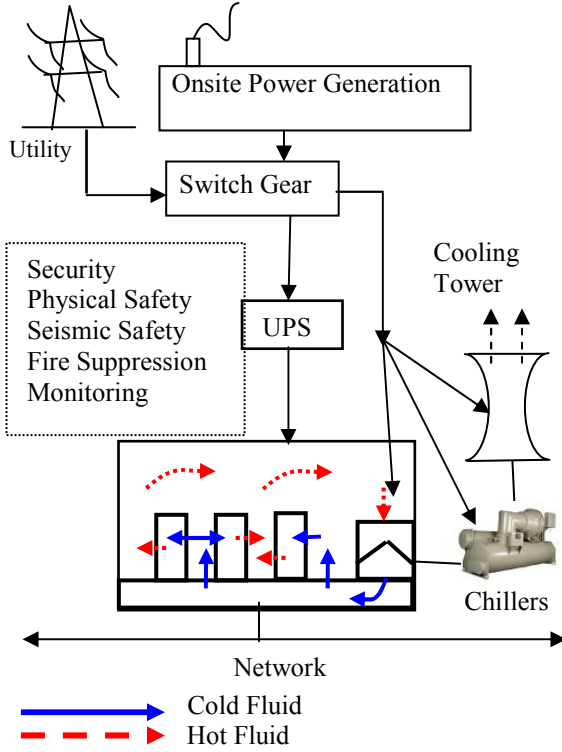 Onsite Power Generation
Utility
Switch Gear
Security
Physical Safety
Seismic Safety
Fire Suppression
Monitoring
UPS
Cooling
Tower
Chillers
Network
Cold Fluid
Hot Fluid